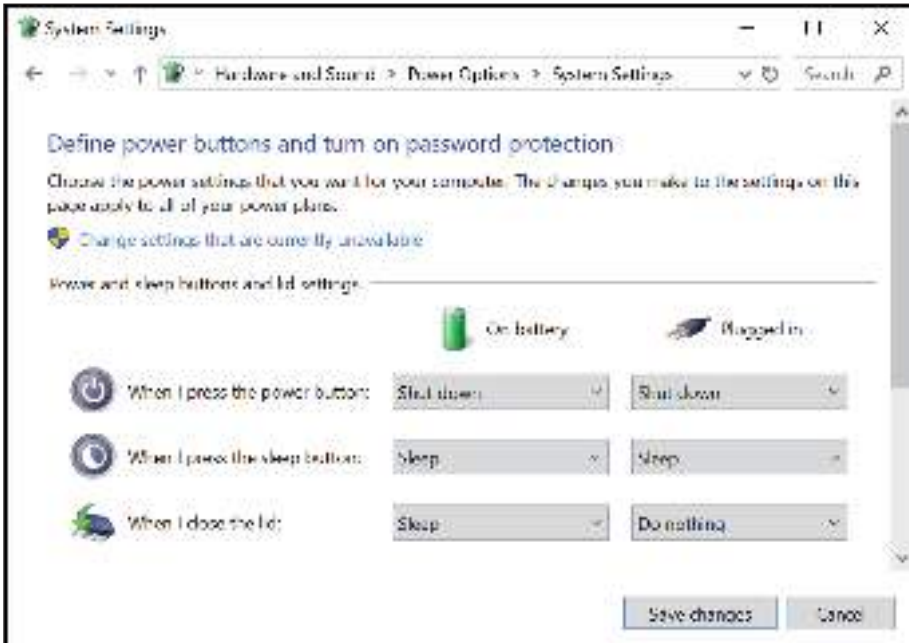 System Settings
Hardware and Sound > Power Options > System Settings
Search
Define power buttons and turn on password protection
Choose the power settings that you want for your computer. The changes you make to the settings on this
page apply to all of your power plans.
Change settings that are currently unavailable
Power and sleep buttons and lid settings
On battery
Plugged in
When I press the power button: Shut down Shut down
When I press the sleep button: Sleep Sleep
When I close the lid: Sleep Do nothing
Save changes Cancel